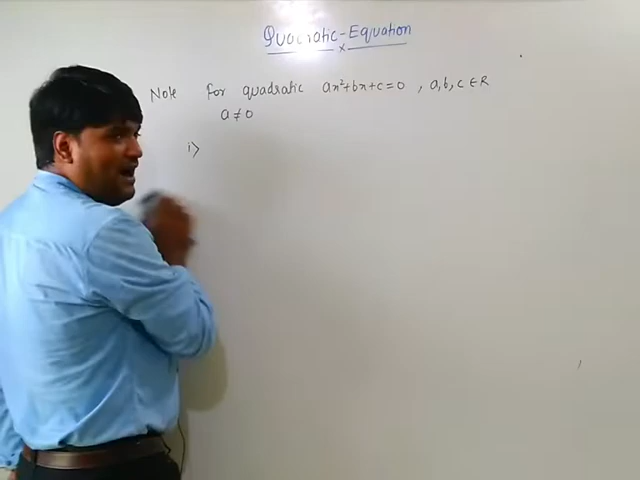 Quadratic-Equation
Note for quadratic ax²+bx+c=0 , a,b,c ∈ R
a≠0
i>